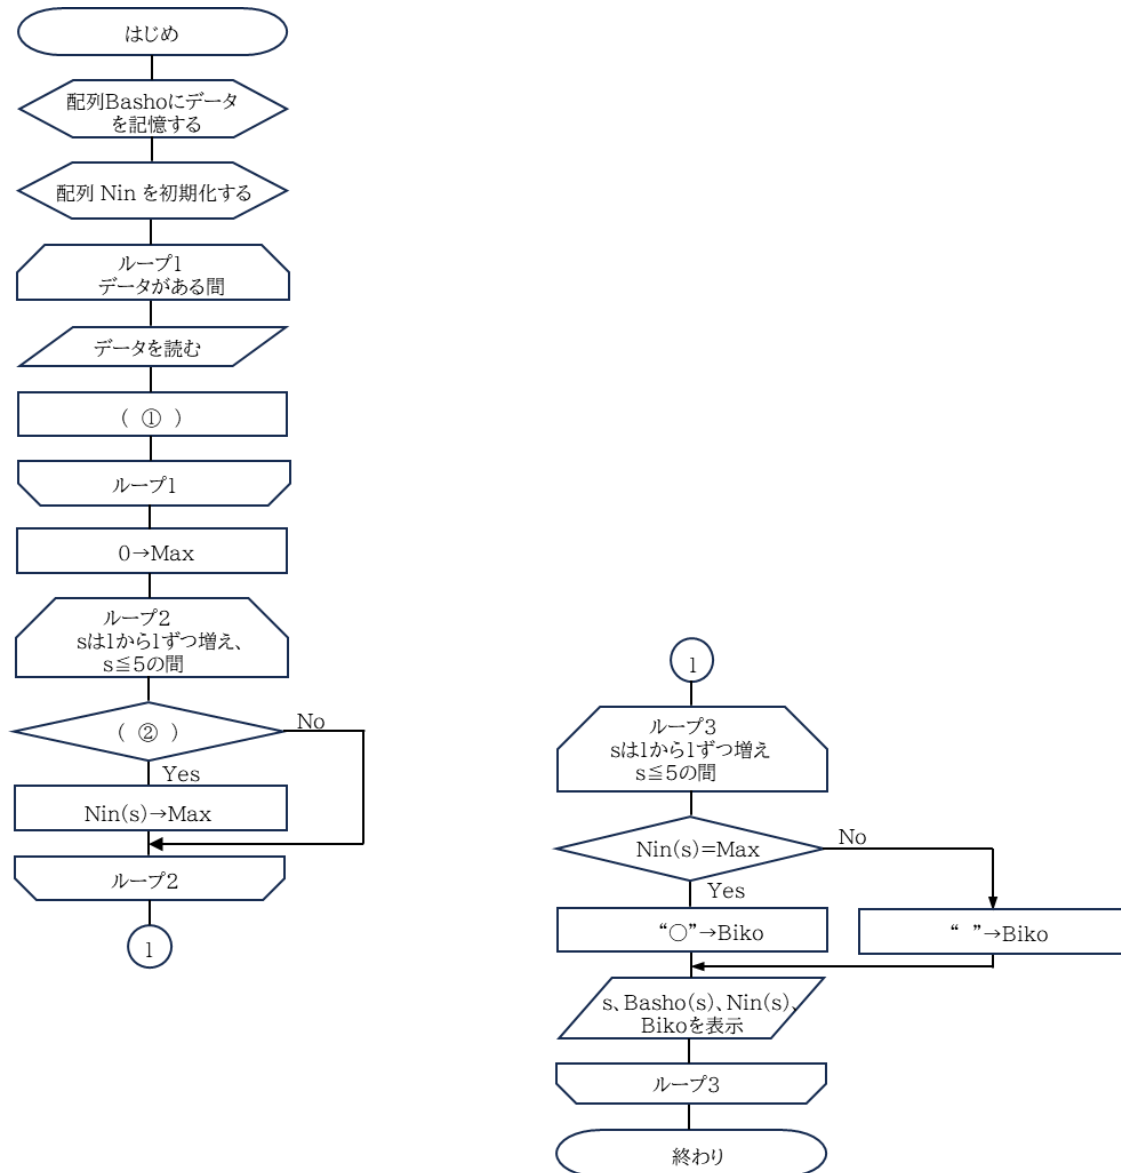 はじめ
配列Bashoにデータ
を記憶する
配列 Nin を初期化する
ループ1
データがある間
データを読む
( ① )
ループ1
0→Max
ループ2
sは1から1ずつ増え、
s≦5の間
( ② )
No
Yes
Nin(s)→Max
ループ2
1
1
ループ3
sは1から1ずつ増え
s≦5の間
Nin(s)=Max
No
Yes
“○”→Biko
“ ”→Biko
s、Basho(s)、Nin(s)、
Bikoを表示
ループ3
終わり